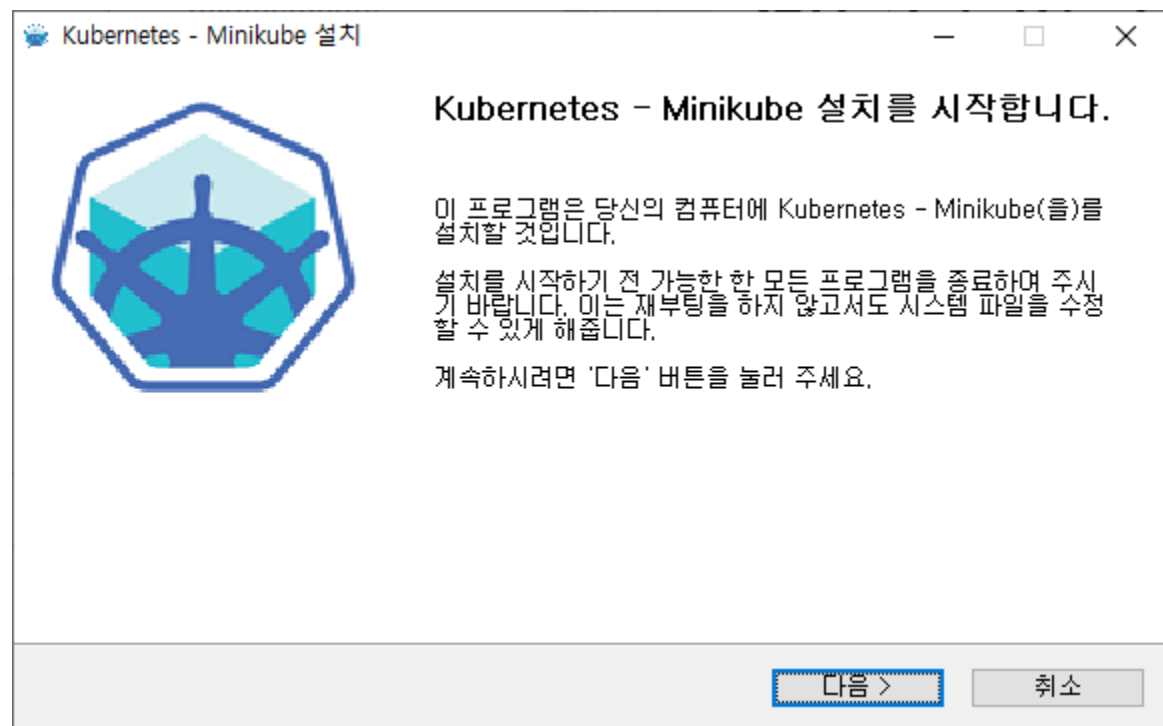 Kubernetes - Minikube 설치
Kubernetes - Minikube 설치를 시작합니다.
이 프로그램은 당신의 컴퓨터에 Kubernetes - Minikube(을)를
설치할 것입니다.
설치를 시작하기 전 가능한 한 모든 프로그램을 종료하여 주시
기 바랍니다. 이는 재부팅을 하지 않고서도 시스템 파일을 수정
할 수 있게 해줍니다.
계속하시려면 '다음' 버튼을 눌러 주세요.
다음 >
취소